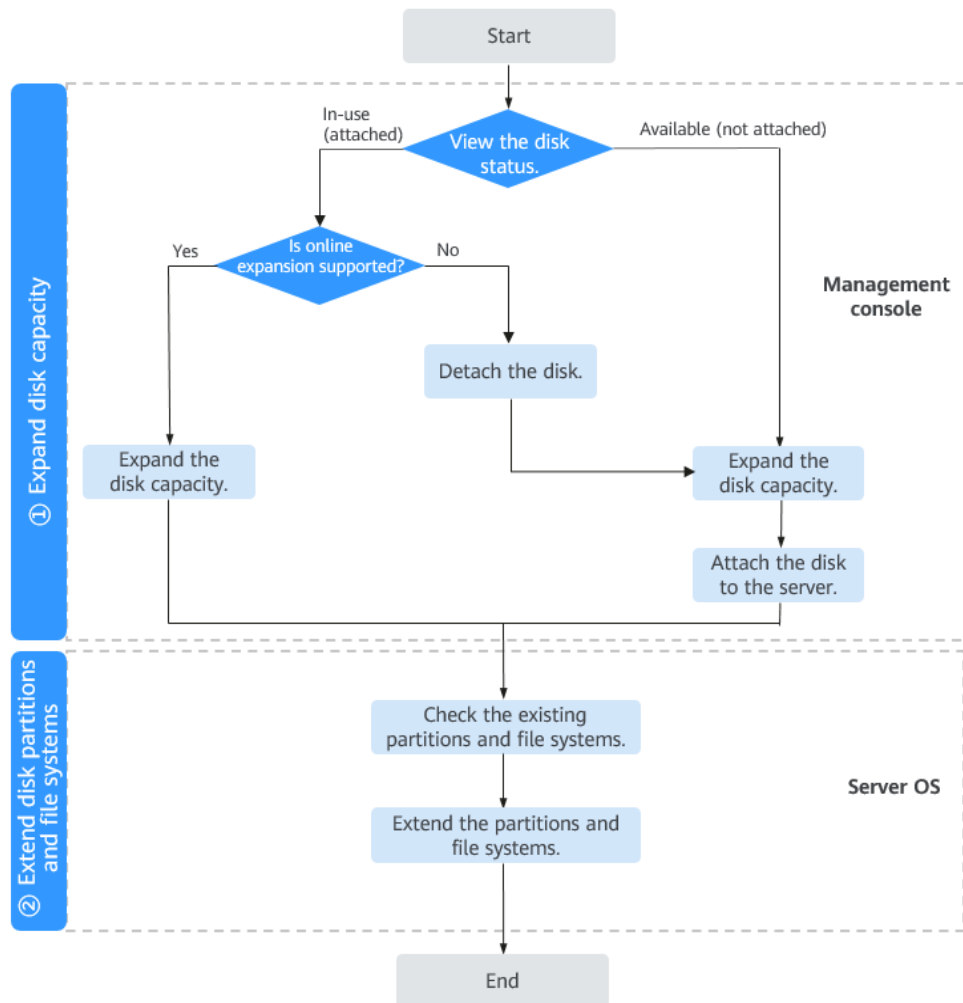 Start
① Expand disk capacity
In-use
(attached)
View the disk
status.
Available (not attached)
Yes
Is online
expansion supported?
No
Management
console
Detach the disk.
Expand the
disk capacity.
Expand the
disk capacity.
Attach the disk
to the server.
② Extend disk partitions
and file systems
Check the existing
partitions and file systems.
Server OS
Extend the partitions and
file systems.
End